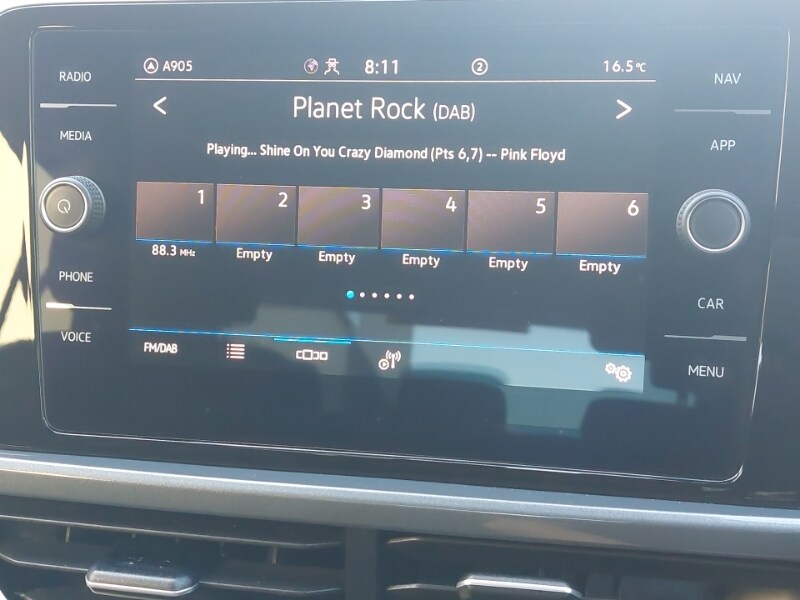 A905 8:11 2 16.5°C
RADIO
NAV
Planet Rock (DAB)
MEDIA
APP
Playing... Shine On You Crazy Diamond (Pts 6,7) -- Pink Floyd
1 2 3 4 5 6
88.3 MHz Empty Empty Empty Empty Empty
PHONE
CAR
VOICE
FM/DAB
MENU